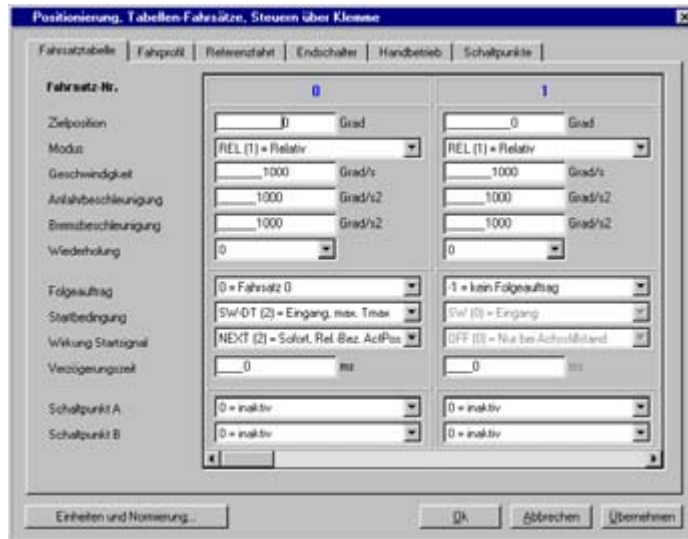 Positionierung, Tabellen-Fahrsätze, Steuern über Klemme
Fahrsatztabelle Fahrprofil Referenzfahrt Endschalter Handbetrieb Schaltpunkte
Fahrsatz-Nr. 0 1
Zielposition 0 Grad 0 Grad
Modus REL (1) = Relativ REL (1) = Relativ
Geschwindigkeit 1000 Grad/s 1000 Grad/s
Anfahrbeschleunigung 1000 Grad/s2 1000 Grad/s2
Bremsbeschleunigung 1000 Grad/s2 1000 Grad/s2
Wiederholung 0 0
Folgeauftrag 0 = Fahrsatz 0 -1 = kein Folgeauftrag
Startbedingung SW-DT (2) = Eingang, max. Tmax SW (0) = Eingang
Wirkung Startsignal NEXT (2) = Sofort, Rel.-Bez. ActPos OFF (0) = Nur bei Achsstillstand
Verzögerungszeit 0 ms 0 ms
Schaltpunkt A 0 = inaktiv 0 = inaktiv
Schaltpunkt B 0 = inaktiv 0 = inaktiv
Einheiten und Normierung... Ok Abbrechen Übernehmen